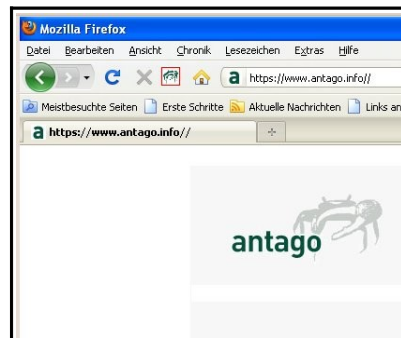 Mozilla Firefox
Datei Bearbeiten Ansicht Chronik Lesezeichen Extras Hilfe
a https://www.antago.info//
Meistbesuchte Seiten Erste Schritte Aktuelle Nachrichten Links an
a https://www.antago.info//
antago